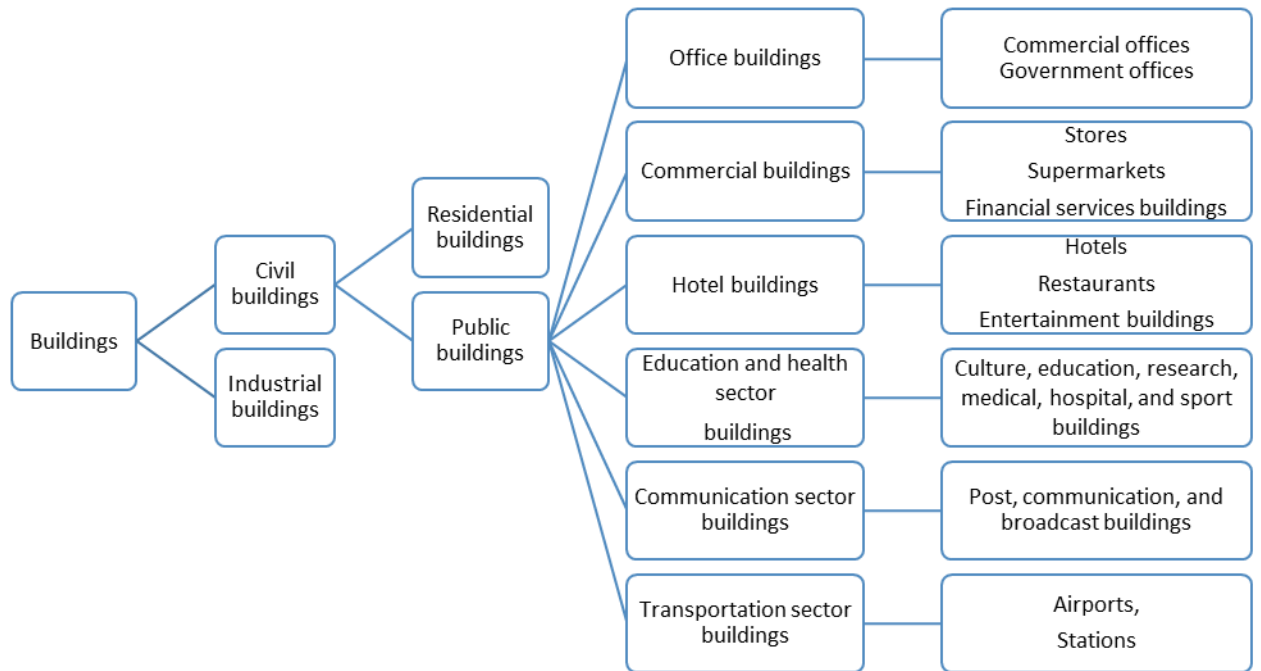 Buildings
Civil
buildings
Industrial
buildings
Residential
buildings
Public
buildings
Office buildings
Commercial offices
Government offices
Commercial buildings
Stores
Supermarkets
Financial services buildings
Hotel buildings
Hotels
Restaurants
Entertainment buildings
Education and health
sector
buildings
Culture, education, research,
medical, hospital, and sport
buildings
Communication sector
buildings
Post, communication, and
broadcast buildings
Transportation sector
buildings
Airports,
Stations